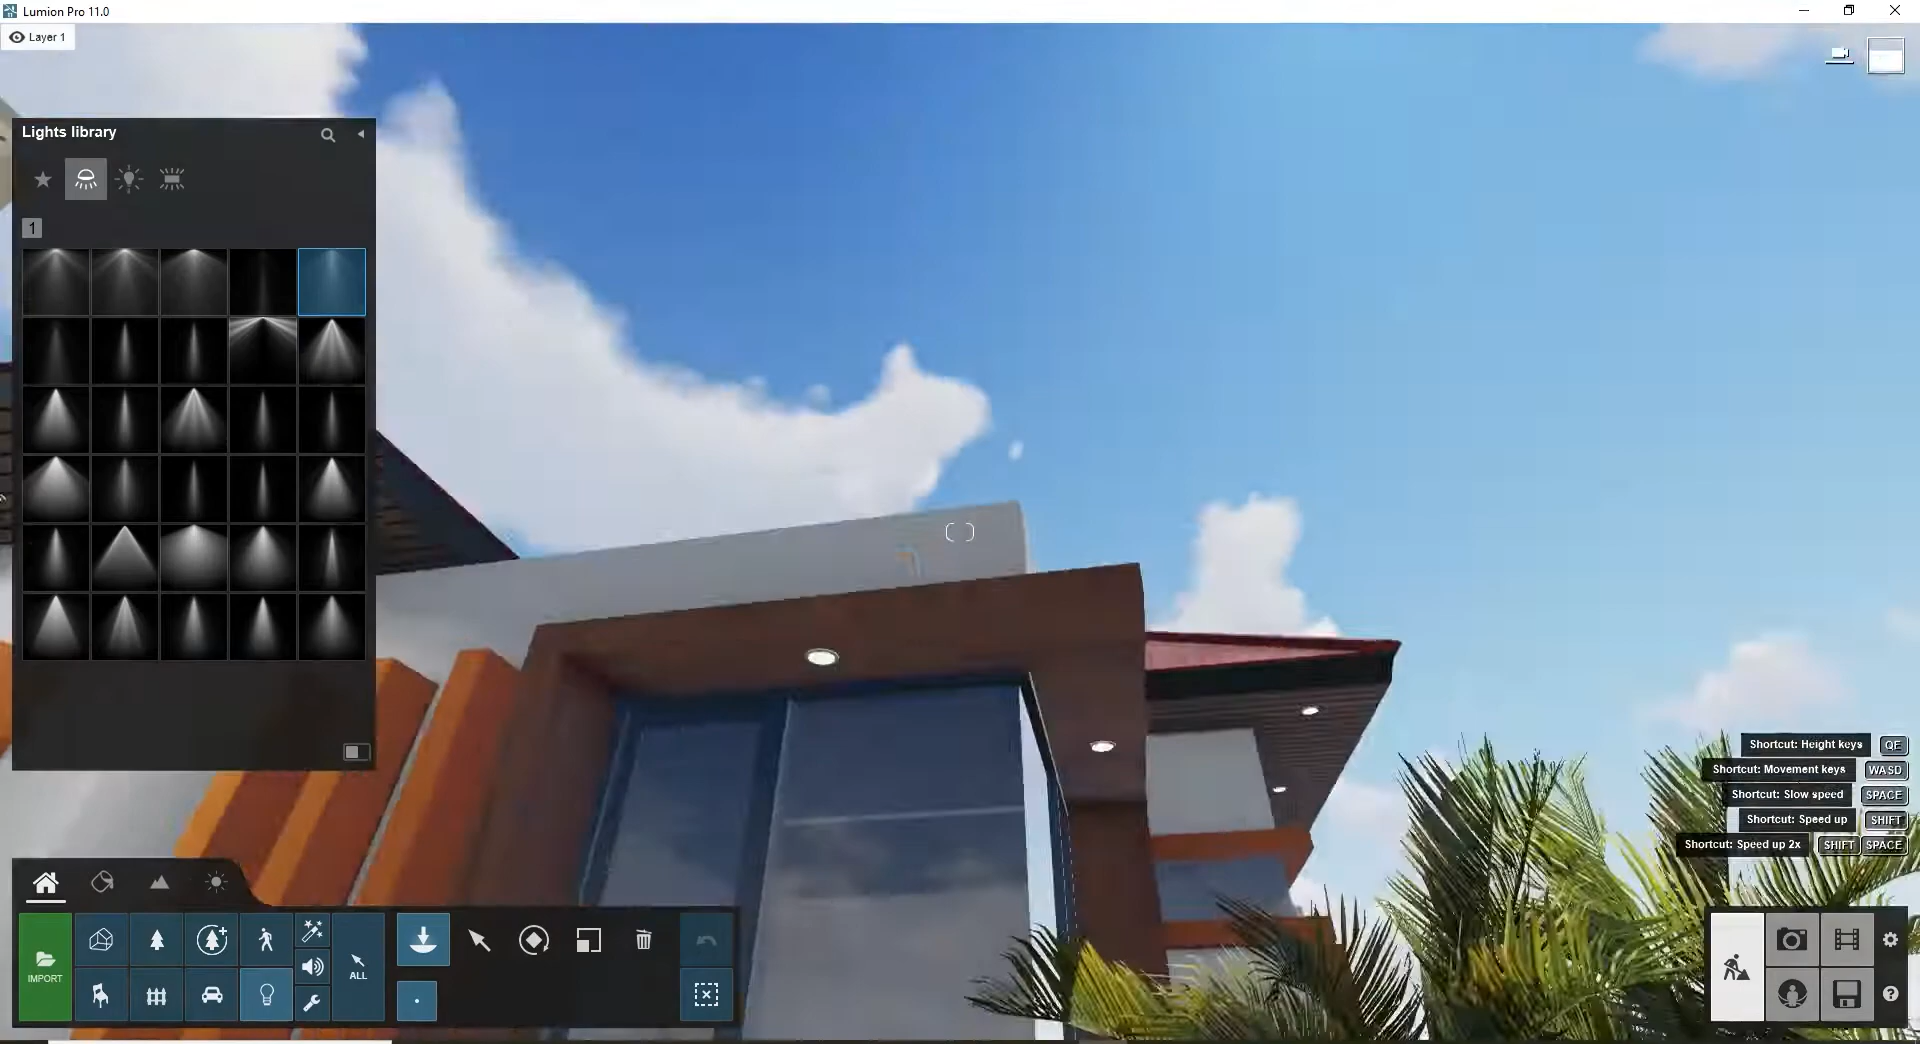 Lumion Pro 11.0
Layer 1
Lights library
1
Shortcut: Height keys QE
Shortcut: Movement keys WASD
Shortcut: Slow speed SPACE
Shortcut: Speed up SHIFT
Shortcut: Speed up 2x SHIFT SPACE
IMPORT
ALL